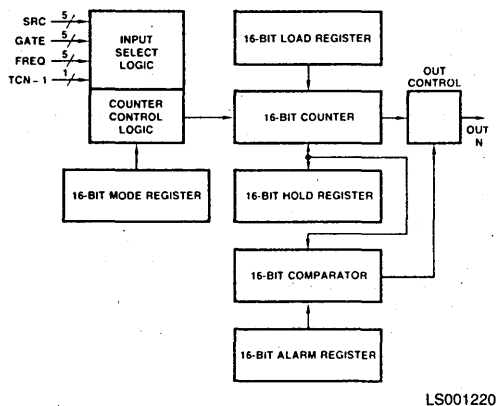 SRC 5
GATE 5
FREQ 5
TCN-1 1
INPUT
SELECT
LOGIC
COUNTER
CONTROL
LOGIC
16-BIT MODE REGISTER
16-BIT LOAD REGISTER
16-BIT COUNTER
16-BIT HOLD REGISTER
16-BIT COMPARATOR
16-BIT ALARM REGISTER
OUT
CONTROL
OUT
N
LS001220